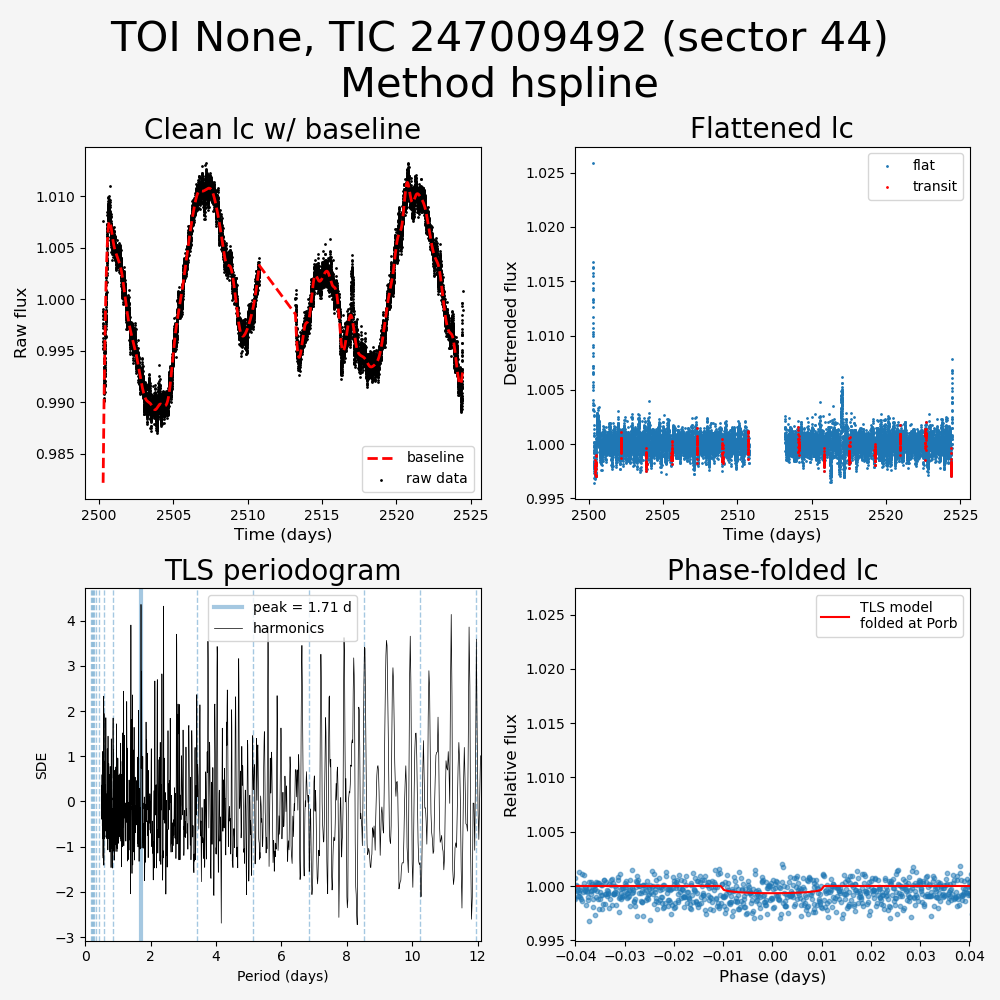 TOI None, TIC 247009492 (sector 44)
Method hspline
Clean lc w/ baseline
Raw flux
1.010
1.005
1.000
0.995
0.990
0.985
baseline
raw data
2500 2505 2510 2515 2520 2525
Time (days)
Flattened lc
Detrended flux
1.025
1.020
1.015
1.010
1.005
1.000
0.995
flat
transit
2500 2505 2510 2515 2520 2525
Time (days)
TLS periodogram
SDE
4
3
2
1
0
−1
−2
−3
peak = 1.71 d
harmonics
0 2 4 6 8 10 12
Period (days)
Phase-folded lc
Relative flux
1.025
1.020
1.015
1.010
1.005
1.000
0.995
TLS model
folded at Porb
−0.04 −0.03 −0.02 −0.01 0.00 0.01 0.02 0.03 0.04
Phase (days)